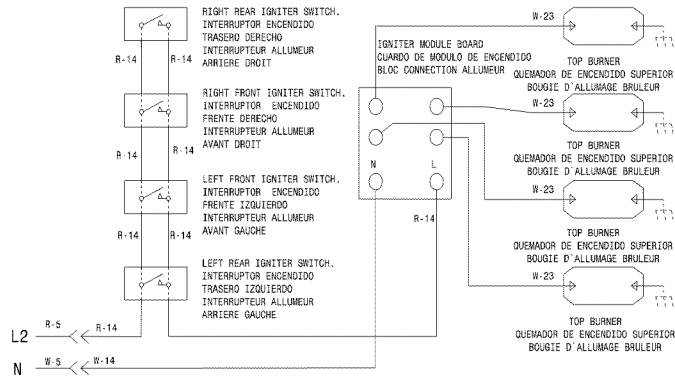 RIGHT REAR IGNITER SWITCH.
INTERRUPTOR ENCENDIDO
TRASERO DERECHO
INTERRUPTEUR ALLUMEUR
ARRIERE DROIT
R-14
R-14
RIGHT FRONT IGNITER SWITCH.
INTERRUPTOR ENCENDIDO
FRENTE DERECHO
INTERRUPTEUR ALLUMEUR
AVANT DROIT
R-14
R-14
LEFT FRONT IGNITER SWITCH.
INTERRUPTOR ENCENDIDO
FRENTE IZQUIERDO
INTERRUPTEUR ALLUMEUR
AVANT GAUCHE
R-14
R-14
LEFT REAR IGNITER SWITCH.
INTERRUPTOR ENCENDIDO
TRASERO IZQUIERDO
INTERRUPTEUR ALLUMEUR
ARRIERE GAUCHE
L2
R-5
R-14
N
W-5
W-14
IGNITER MODULE BOARD
CUARDO DE MODULO DE ENCENDIDO
BLOC CONNECTION ALLUMEUR
N
L
R-14
W-23
TOP BURNER
QUEMADOR DE ENCENDIDO SUPERIOR
BOUGIE D`ALLUMAGE BRULEUR
W-23
TOP BURNER
QUEMADOR DE ENCENDIDO SUPERIOR
BOUGIE D`ALLUMAGE BRULEUR
W-23
TOP BURNER
QUEMADOR DE ENCENDIDO SUPERIOR
BOUGIE D`ALLUMAGE BRULEUR
W-23
TOP BURNER
QUEMADOR DE ENCENDIDO SUPERIOR
BOUGIE D`ALLUMAGE BRULEUR